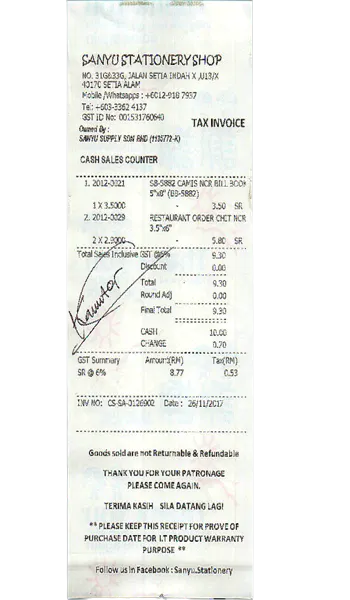 SANYU STATIONERY SHOP
NO. 31G&33G, JALAN SETIA INDAH X ,U13/X
40170 SETIA ALAM
Mobile /Whatsapps : +6012-918 7937
Tel: +603-3362 4137
GST ID No: 001531760640
TAX INVOICE
Owned By :
SANYU SUPPLY SDN BHD (1135772-K)
CASH SALES COUNTER
1. 2012-0021 SB-5882 CAMIS NCR BILL BOOK
5"x8" (BB-5882)
1 X 3.5000 - 3.50 SR
2. 2012-0029 RESTAURANT ORDER CHIT NCR
3.5"x6"
2 X 2.9000 - 5.80 SR
Total Sales Inclusive GST @6% 9.30
Discount 0.00
Total 9.30
Round Adj 0.00
Final Total 9.30
CASH 10.00
CHANGE 0.70
GST Summary Amount(RM) Tax(RM)
SR @ 6% 8.77 0.53
INV NO: CS-SA-0126902 Date : 26/11/2017
Goods sold are not Returnable & Refundable
THANK YOU FOR YOUR PATRONAGE
PLEASE COME AGAIN.
TERIMA KASIH SILA DATANG LAGI
** PLEASE KEEP THIS RECEIPT FOR PROVE OF
PURCHASE DATE FOR I.T PRODUCT WARRANTY
PURPOSE **
Follow us in Facebook : Sanyu.Stationery